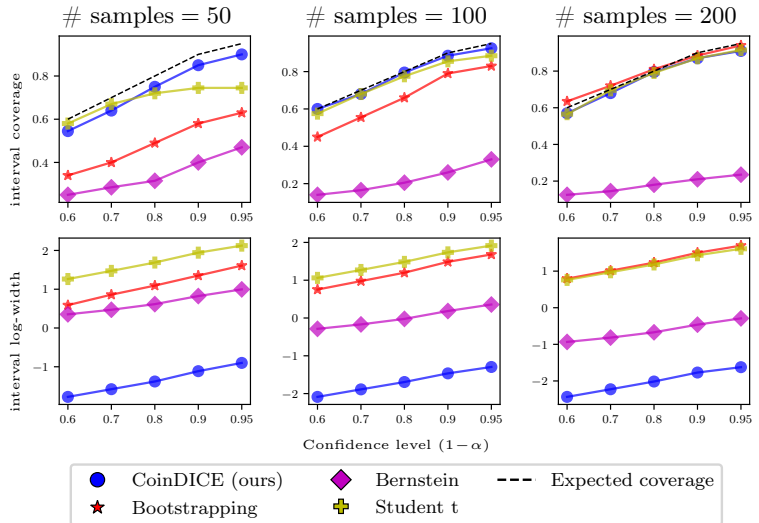 # samples = 50
# samples = 100
# samples = 200
interval coverage
0.8
0.6
0.4
0.6 0.7 0.8 0.9 0.95
1.0
0.8
0.6
0.4
0.2
0.6 0.7 0.8 0.9 0.95
0.8
0.6
0.4
0.2
0.6 0.7 0.8 0.9 0.95
interval log-width
2
1
0
−1
0.6 0.7 0.8 0.9 0.95
2
1
0
−1
−2
0.6 0.7 0.8 0.9 0.95
1
0
−1
−2
0.6 0.7 0.8 0.9 0.95
Confidence level (1−α)
CoinDICE (ours)
Bootstrapping
Bernstein
Student t
Expected coverage